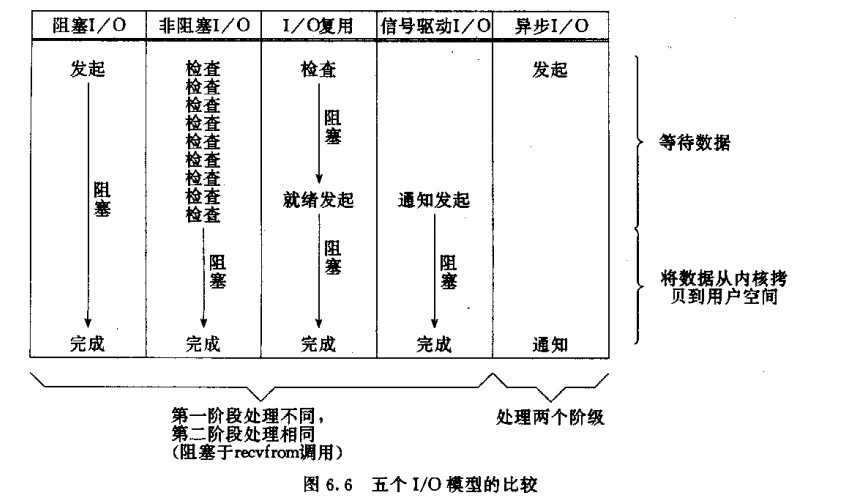 阻塞I／O 非阻塞I／O I／O复用 信号驱动I／O 异步I／O
发起 检查 检查 发起
检查
检查
检查
检查
检查
检查
检查
检查
阻塞
阻塞
就绪发起 通知发起
阻塞
阻塞
阻塞
完成 完成 完成 完成 通知
等待数据
将数据从内核拷
贝到用户空间
第一阶段处理不同，
第二阶段处理相同
（阻塞于recvfrom调用）
处理两个阶级
图 6.6 五个 I/O 模型的比较